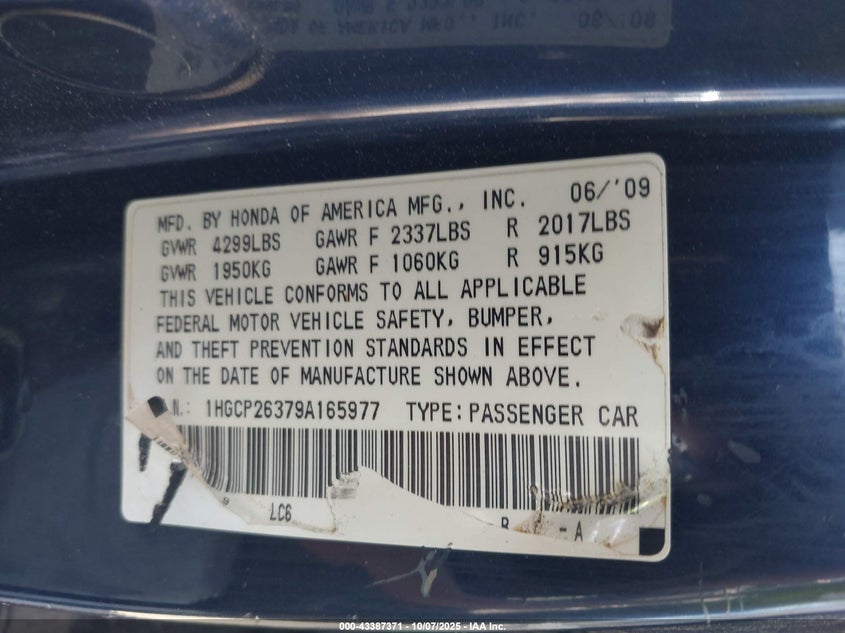 MFD. BY HONDA OF AMERICA MFG., INC. 06/'09
GVWR 4299LBS GAWR F 2337LBS R 2017LBS
GVWR 1950KG GAWR F 1060KG R 915KG
THIS VEHICLE CONFORMS TO ALL APPLICABLE
FEDERAL MOTOR VEHICLE SAFETY, BUMPER,
AND THEFT PREVENTION STANDARDS IN EFFECT
ON THE DATE OF MANUFACTURE SHOWN ABOVE.
N.: 1HGCP26379A165977 TYPE: PASSENGER CAR
LC6 - A
000-43387371 - 10/07/2025 - IAA Inc.